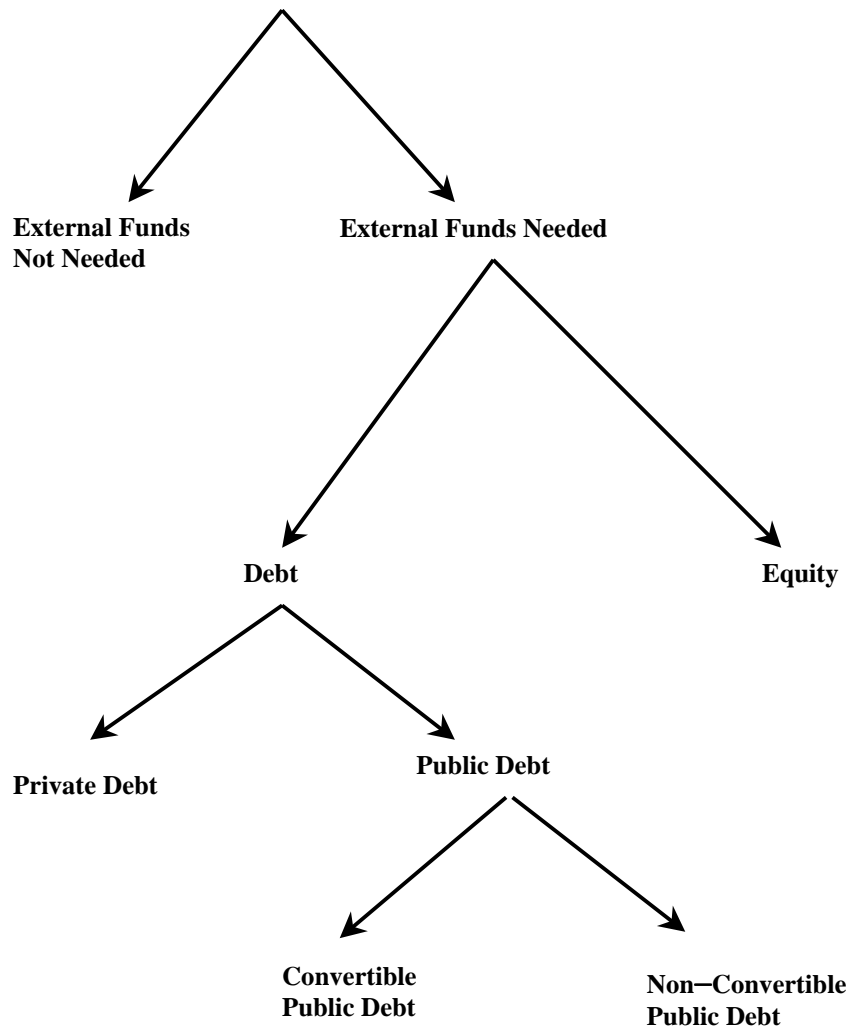 External Funds
Not Needed
External Funds Needed
Debt
Equity
Private Debt
Public Debt
Convertible
Public Debt
Non−Convertible
Public Debt